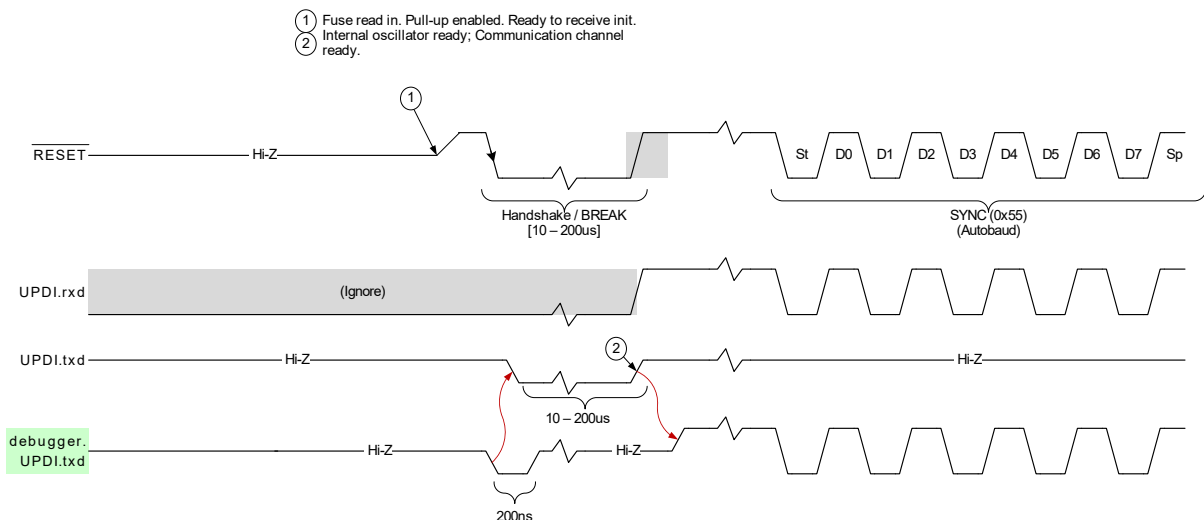 1 Fuse read in. Pull-up enabled. Ready to receive init.
2 Internal oscillator ready; Communication channel
ready.
1
RESET Hi-Z St D0 D1 D2 D3 D4 D5 D6 D7 Sp
Handshake / BREAK
[10 – 200us]
SYNC (0x55)
(Autobaud)
UPDI.rxd (Ignore)
UPDI.txd Hi-Z 2 Hi-Z
10 – 200us
debugger.
UPDI.txd Hi-Z Hi-Z
200ns